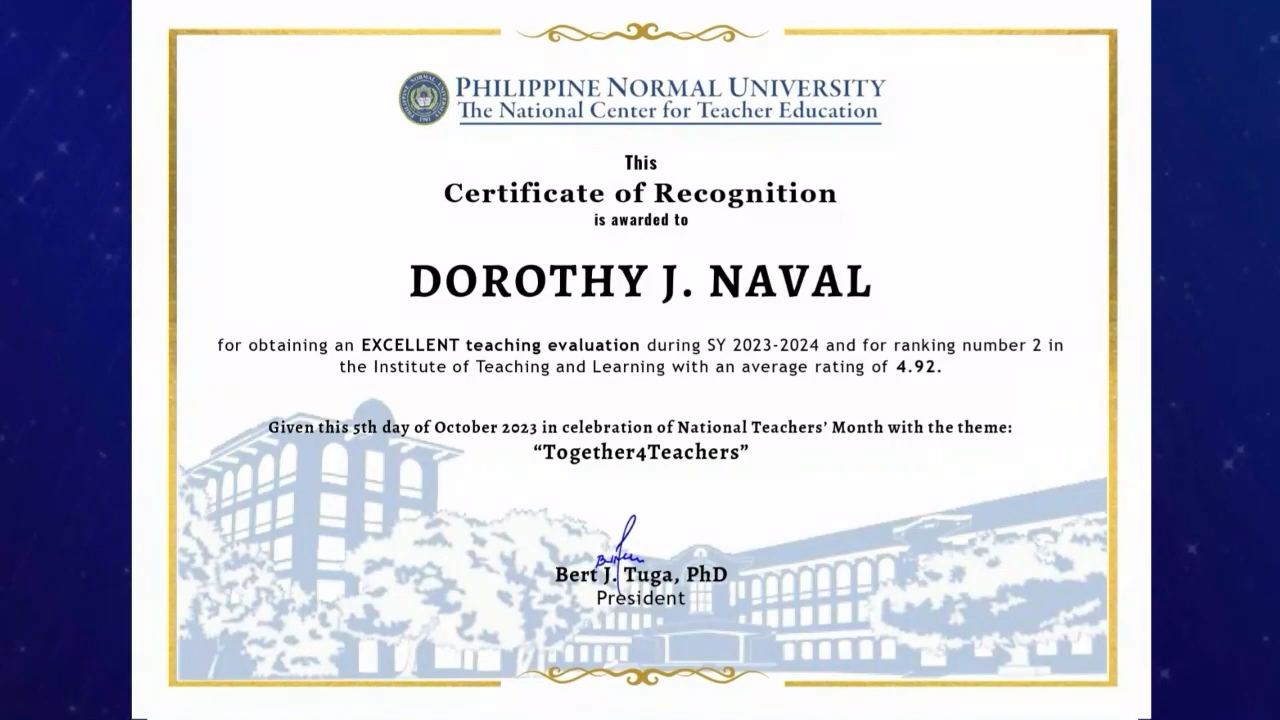 PHILIPPINE NORMAL UNIVERSITY
The National Center for Teacher Education
This
Certificate of Recognition
is awarded to
DOROTHY J. NAVAL
for obtaining an EXCELLENT teaching evaluation during SY 2023-2024 and for ranking number 2 in
the Institute of Teaching and Learning with an average rating of 4.92.
Given this 5th day of October 2023 in celebration of National Teachers’ Month with the theme:
“Together4Teachers”
Bert J. Tuga, PhD
President